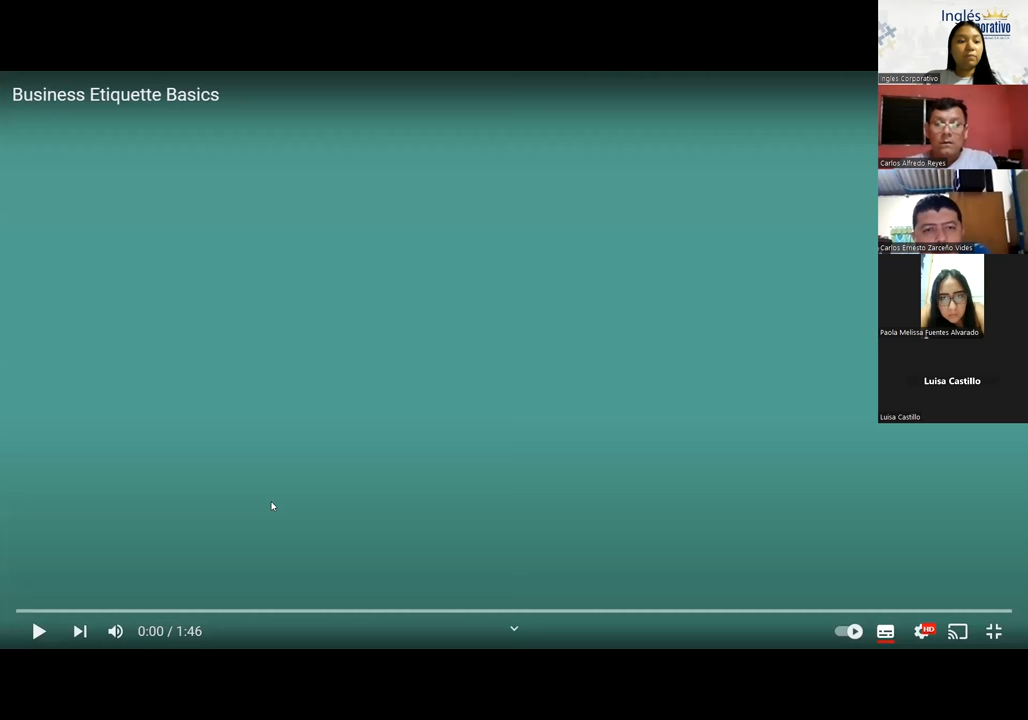 Business Etiquette Basics
0:00 / 1:46
HD
Inglés
Ingles Corporativo
Carlos Alfredo Reyes
Carlos Ernesto Zarceño Vides
Paola Melissa Fuentes Alvarado
Luisa Castillo
Luisa Castillo